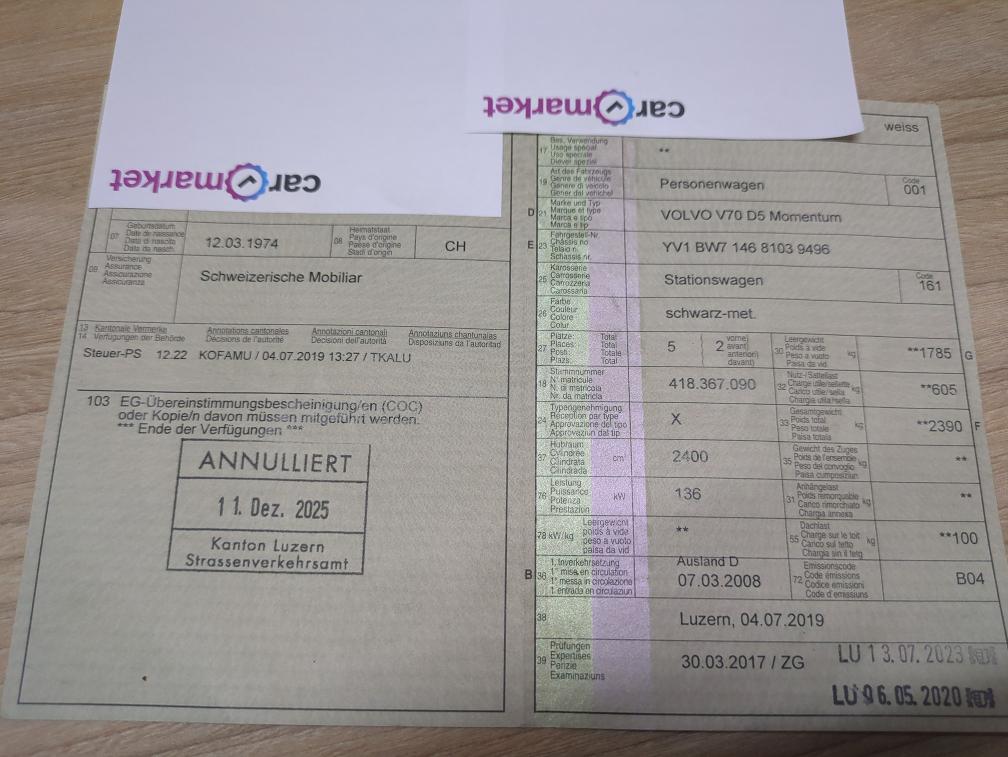 carmarket
carmarket
07 Geburtsdatum
Date de naissance
Data di nascita
Data da nasch.
12.03.1974
08 Heimatstaat
Pays d'origine
Paese d'origine
Stadi d'origin
CH
09 Versicherung
Assurance
Assicurazione
Assicuranza
Schweizerische Mobiliar
13 Kantonale Vermerke
14 Verfügungen der Behörde
Annotations cantonales
Décisions de l'autorité
Annotazioni cantonali
Decisioni dell'autorità
Annotaziuns chantunalas
Disposiziuns da l'autoritad
Steuer-PS 12.22 KOFAMU / 04.07.2019 13:27 / TKALU
103 EG-Übereinstimmungsbescheinigung/en (COC)
oder Kopie/n davon müssen mitgeführt werden.
*** Ende der Verfügungen ***
ANNULLIERT
11. Dez. 2025
Kanton Luzern
Strassenverkehrsamt
weiss
17 Bes. Verwendung
Usage spécial
Uso speciale
Diever spezial
**
19 Art des Fahrzeugs
Genre de véhicule
Genere di veicolo
Gener dal vehichel
Personenwagen
Code
001
D 21 Marke und Typ
Marque et type
Marca e tipo
Marca e tip
VOLVO V70 D5 Momentum
E 23 Fahrgestell-Nr.
Châssis no
Telaio n.
Schassis nr.
YV1 BW7 146 8103 9496
25 Karosserie
Carrosserie
Carrozzeria
Carossaria
Stationswagen
Code
161
26 Farbe
Couleur
Colore
Colur
schwarz-met.
27 Plätze: Total
Places: Total
Posti: Totale
Plazs: Total
5
2 vorne)
avant)
anteriori)
davant)
30 Leergewicht
Poids à vide
Peso a vuoto
Paisa da vid
kg
**1785 G
18 Stammnummer
N° matricule
N. di matricola
Nr. da matricla
418.367.090
32 Nutz-/Sattellast
Charge utile/sellette
Carico utile/sella
Chargia utila/sella
kg
**605
24 Typengenehmigung
Réception par type
Approvazione del tipo
Approvaziun dal tip
X
33 Gesamtgewicht
Poids total
Peso totale
Paisa totala
kg
**2390 F
37 Hubraum
Cylindrée
Cilindrata
Cilindrada
cm³
2400
35 Gewicht des Zuges
Poids de l'ensemble
Peso del convoglio
Paisa cumposiziun
kg
**
76 Leistung
Puissance
Potenza
Prestaziun
kW
136
31 Anhängelast
Poids remorquable
Carico rimorchiato
Chargia annexa
kg
**
78 kW/kg
Leergewicht
poids à vide
peso a vuoto
paisa da vid
**
55 Dachlast
Charge sur le toit
Carico sul tetto
Chargia sin il tetg
kg
**100
B 36 1. Inverkehrsetzung
1re mise en circulation
1a messa in circolazione
1. entrada en circulaziun
Ausland D
07.03.2008
72 Emissionscode
Code émissions
Codice emissioni
Code d'emissiuns
B04
38
Luzern, 04.07.2019
39 Prüfungen
Expertises
Perizie
Examinaziuns
30.03.2017 / ZG
LU 13.07.2023
LU 06.05.2020